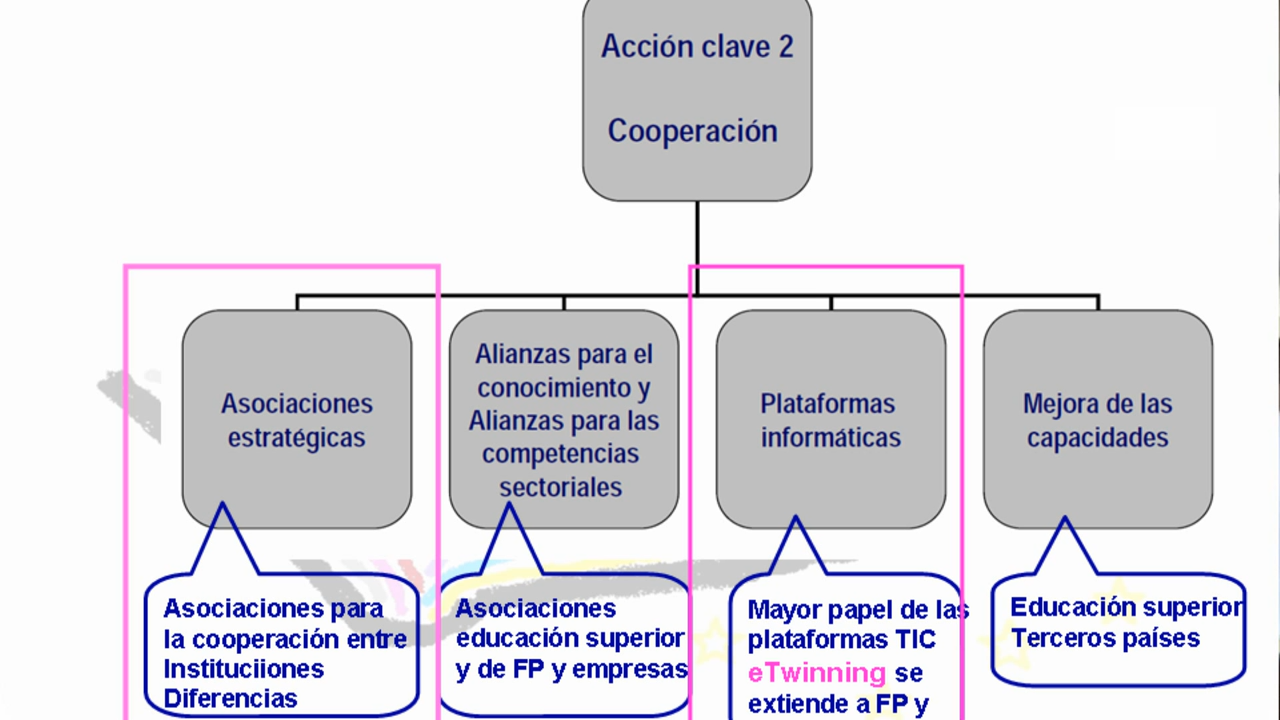 Acción clave 2
Cooperación
Asociaciones
estratégicas
Alianzas para el
conocimiento y
Alianzas para las
competencias
sectoriales
Plataformas
informáticas
Mejora de las
capacidades
Asociaciones para
la cooperación entre
Instituciiones
Diferencias
Asociaciones
educación superior
y de FP y empresas
Mayor papel de las
plataformas TIC
eTwinning se
extiende a FP y
Educación superior
Terceros países